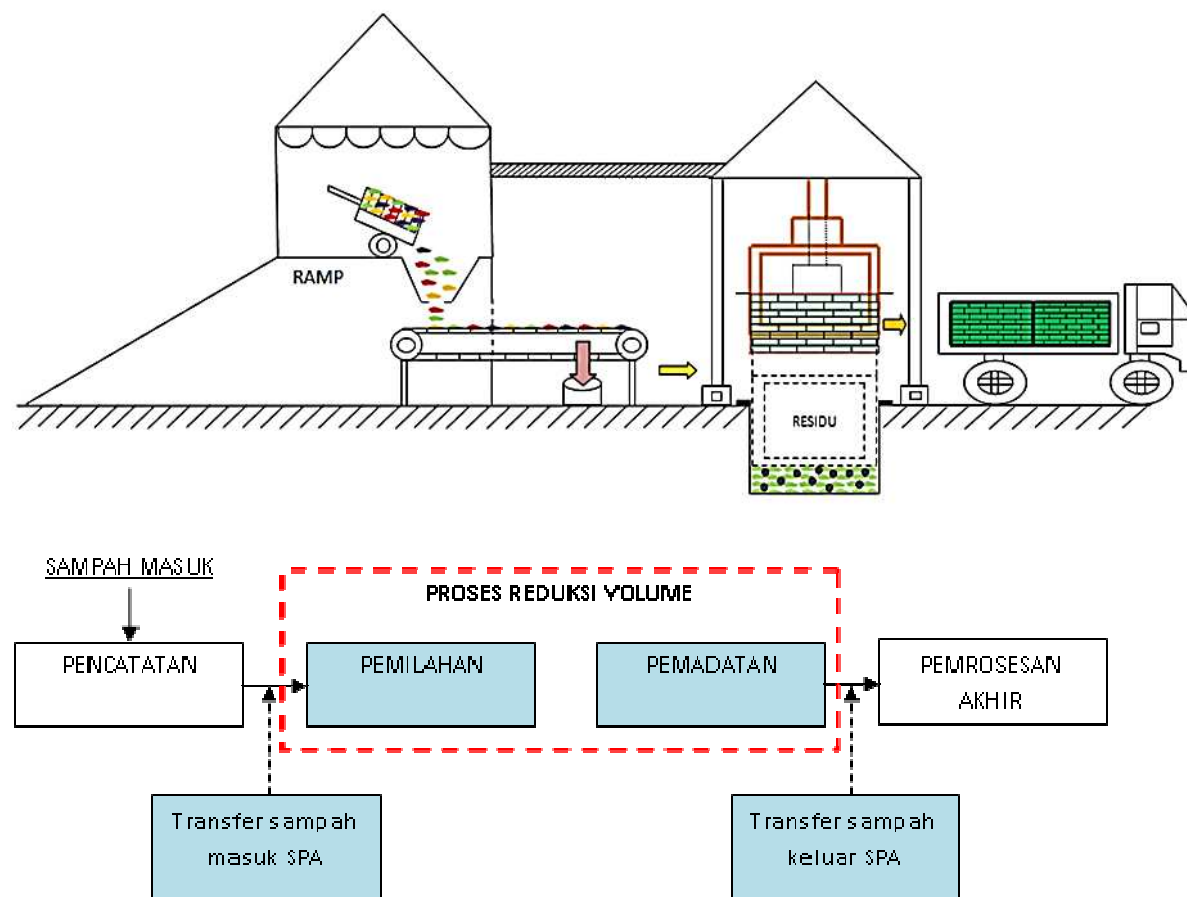 RAMP
RESIDU
SAMPAH MASUK
PROSES REDUKSI VOLUME
PENCATATAN
PEMILAHAN
PEMADATAN
PEMROSESAN
AKHIR
Transfer sampah
masuk SPA
Transfer sampah
keluar SPA